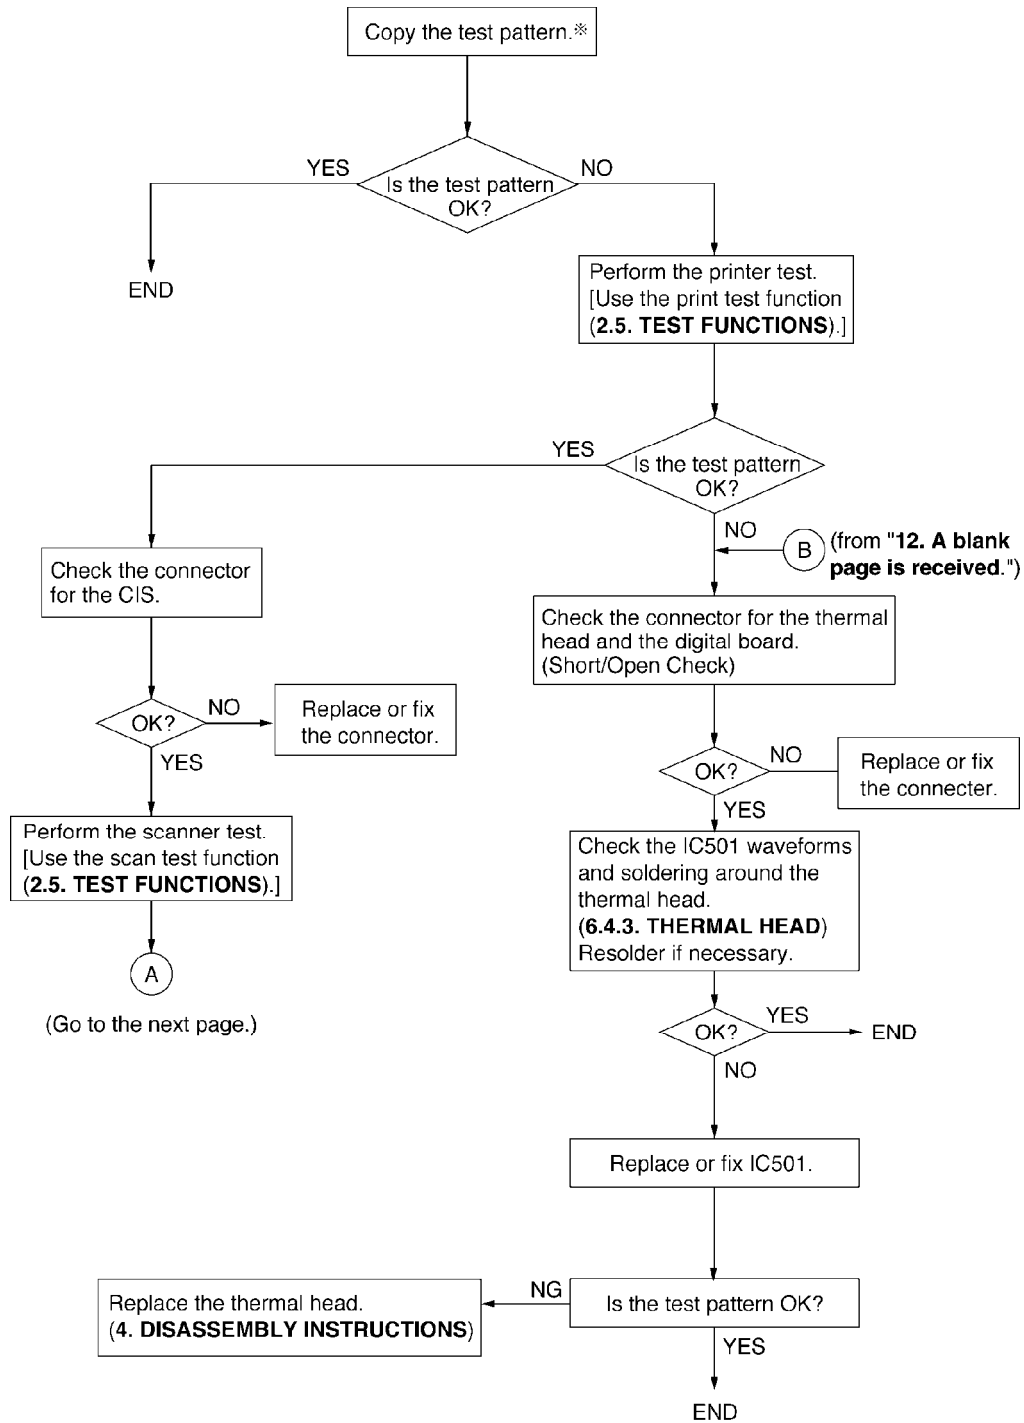 Copy the test pattern.※
YES
NO
Is the test pattern
OK?
END
Perform the printer test.
[Use the print test function
(2.5. TEST FUNCTIONS).]
YES
Is the test pattern
OK?
NO
B
(from "12. A blank
page is received.")
Check the connector
for the CIS.
Check the connector for the thermal
head and the digital board.
(Short/Open Check)
OK?
NO
Replace or fix
the connector.
YES
OK?
NO
Replace or fix
the connecter.
YES
Perform the scanner test.
[Use the scan test function
(2.5. TEST FUNCTIONS).]
Check the IC501 waveforms
and soldering around the
thermal head.
(6.4.3. THERMAL HEAD)
Resolder if necessary.
A
(Go to the next page.)
OK?
YES
END
NO
Replace or fix IC501.
Replace the thermal head.
(4. DISASSEMBLY INSTRUCTIONS)
NG
Is the test pattern OK?
YES
END